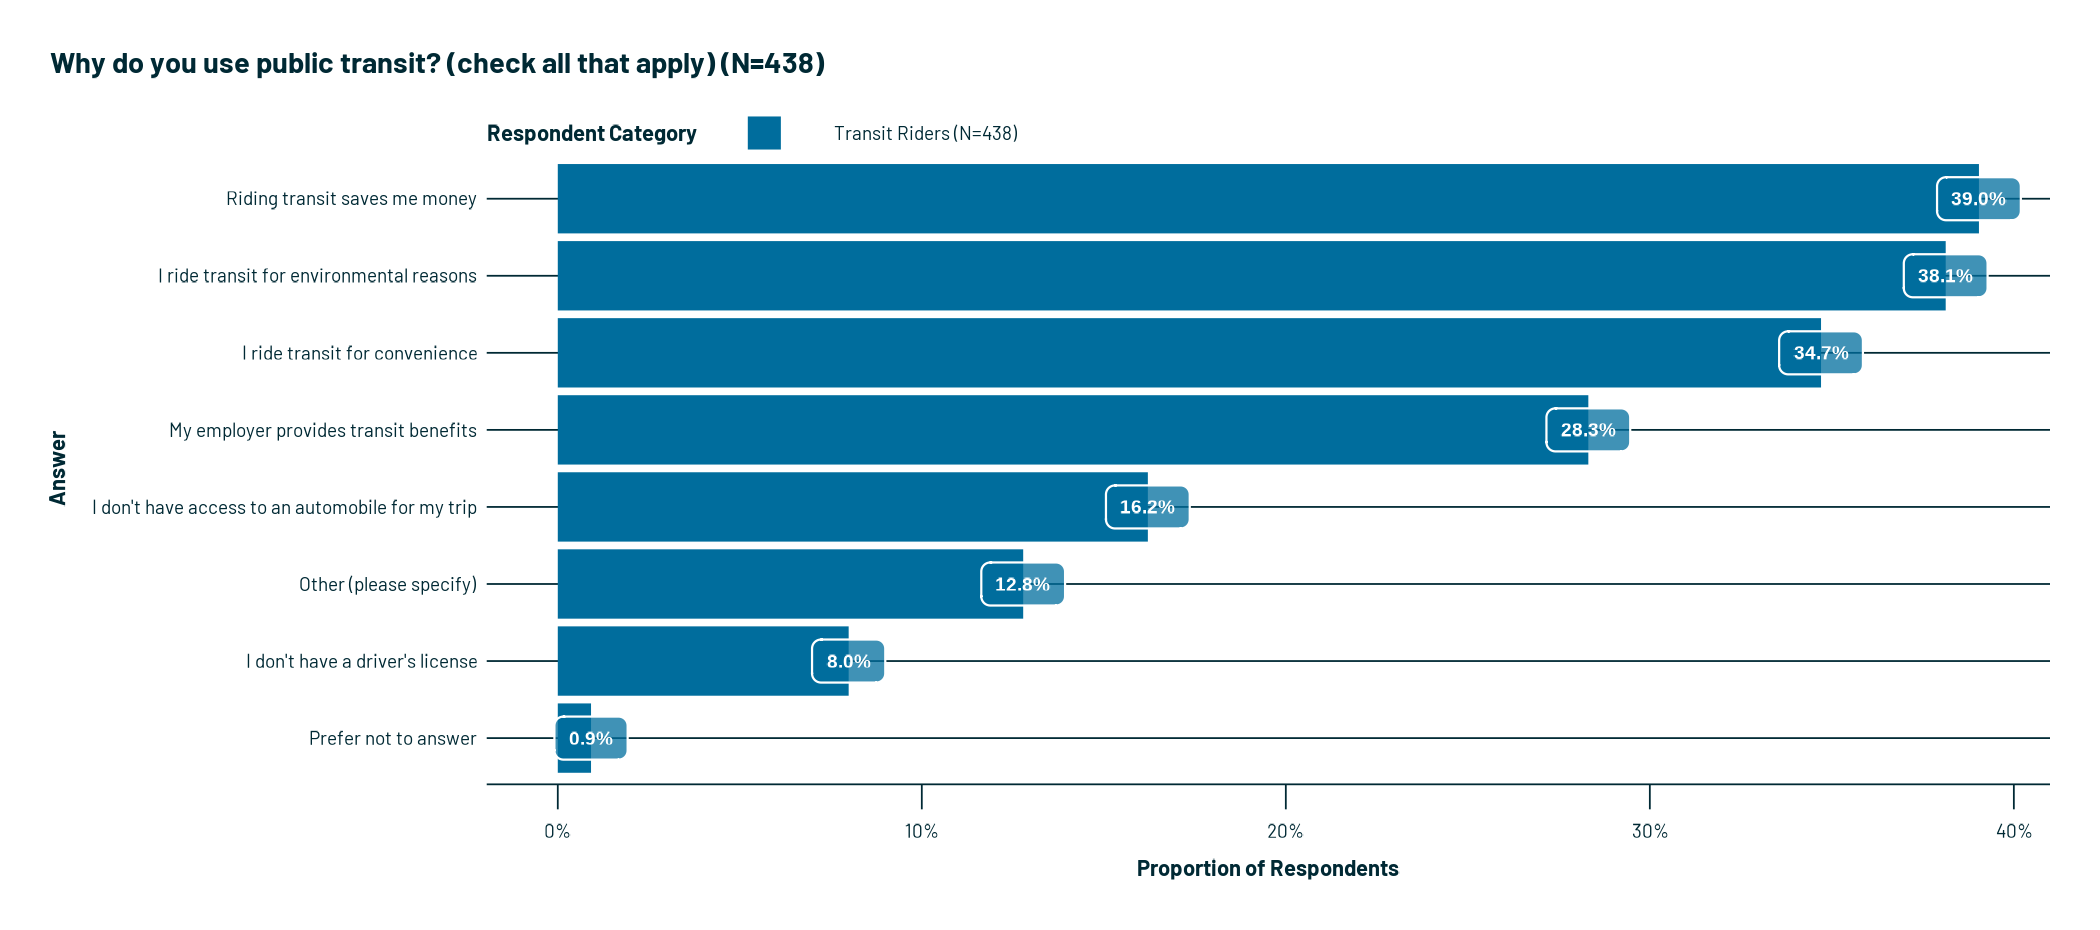 Why do you use public transit? (check all that apply) (N=438)
Respondent Category Transit Riders (N=438)
Riding transit saves me money 39.0%
I ride transit for environmental reasons 38.1%
I ride transit for convenience 34.7%
My employer provides transit benefits 28.3%
I don't have access to an automobile for my trip 16.2%
Other (please specify) 12.8%
I don't have a driver's license 8.0%
Prefer not to answer 0.9%
Answer
0% 10% 20% 30% 40%
Proportion of Respondents